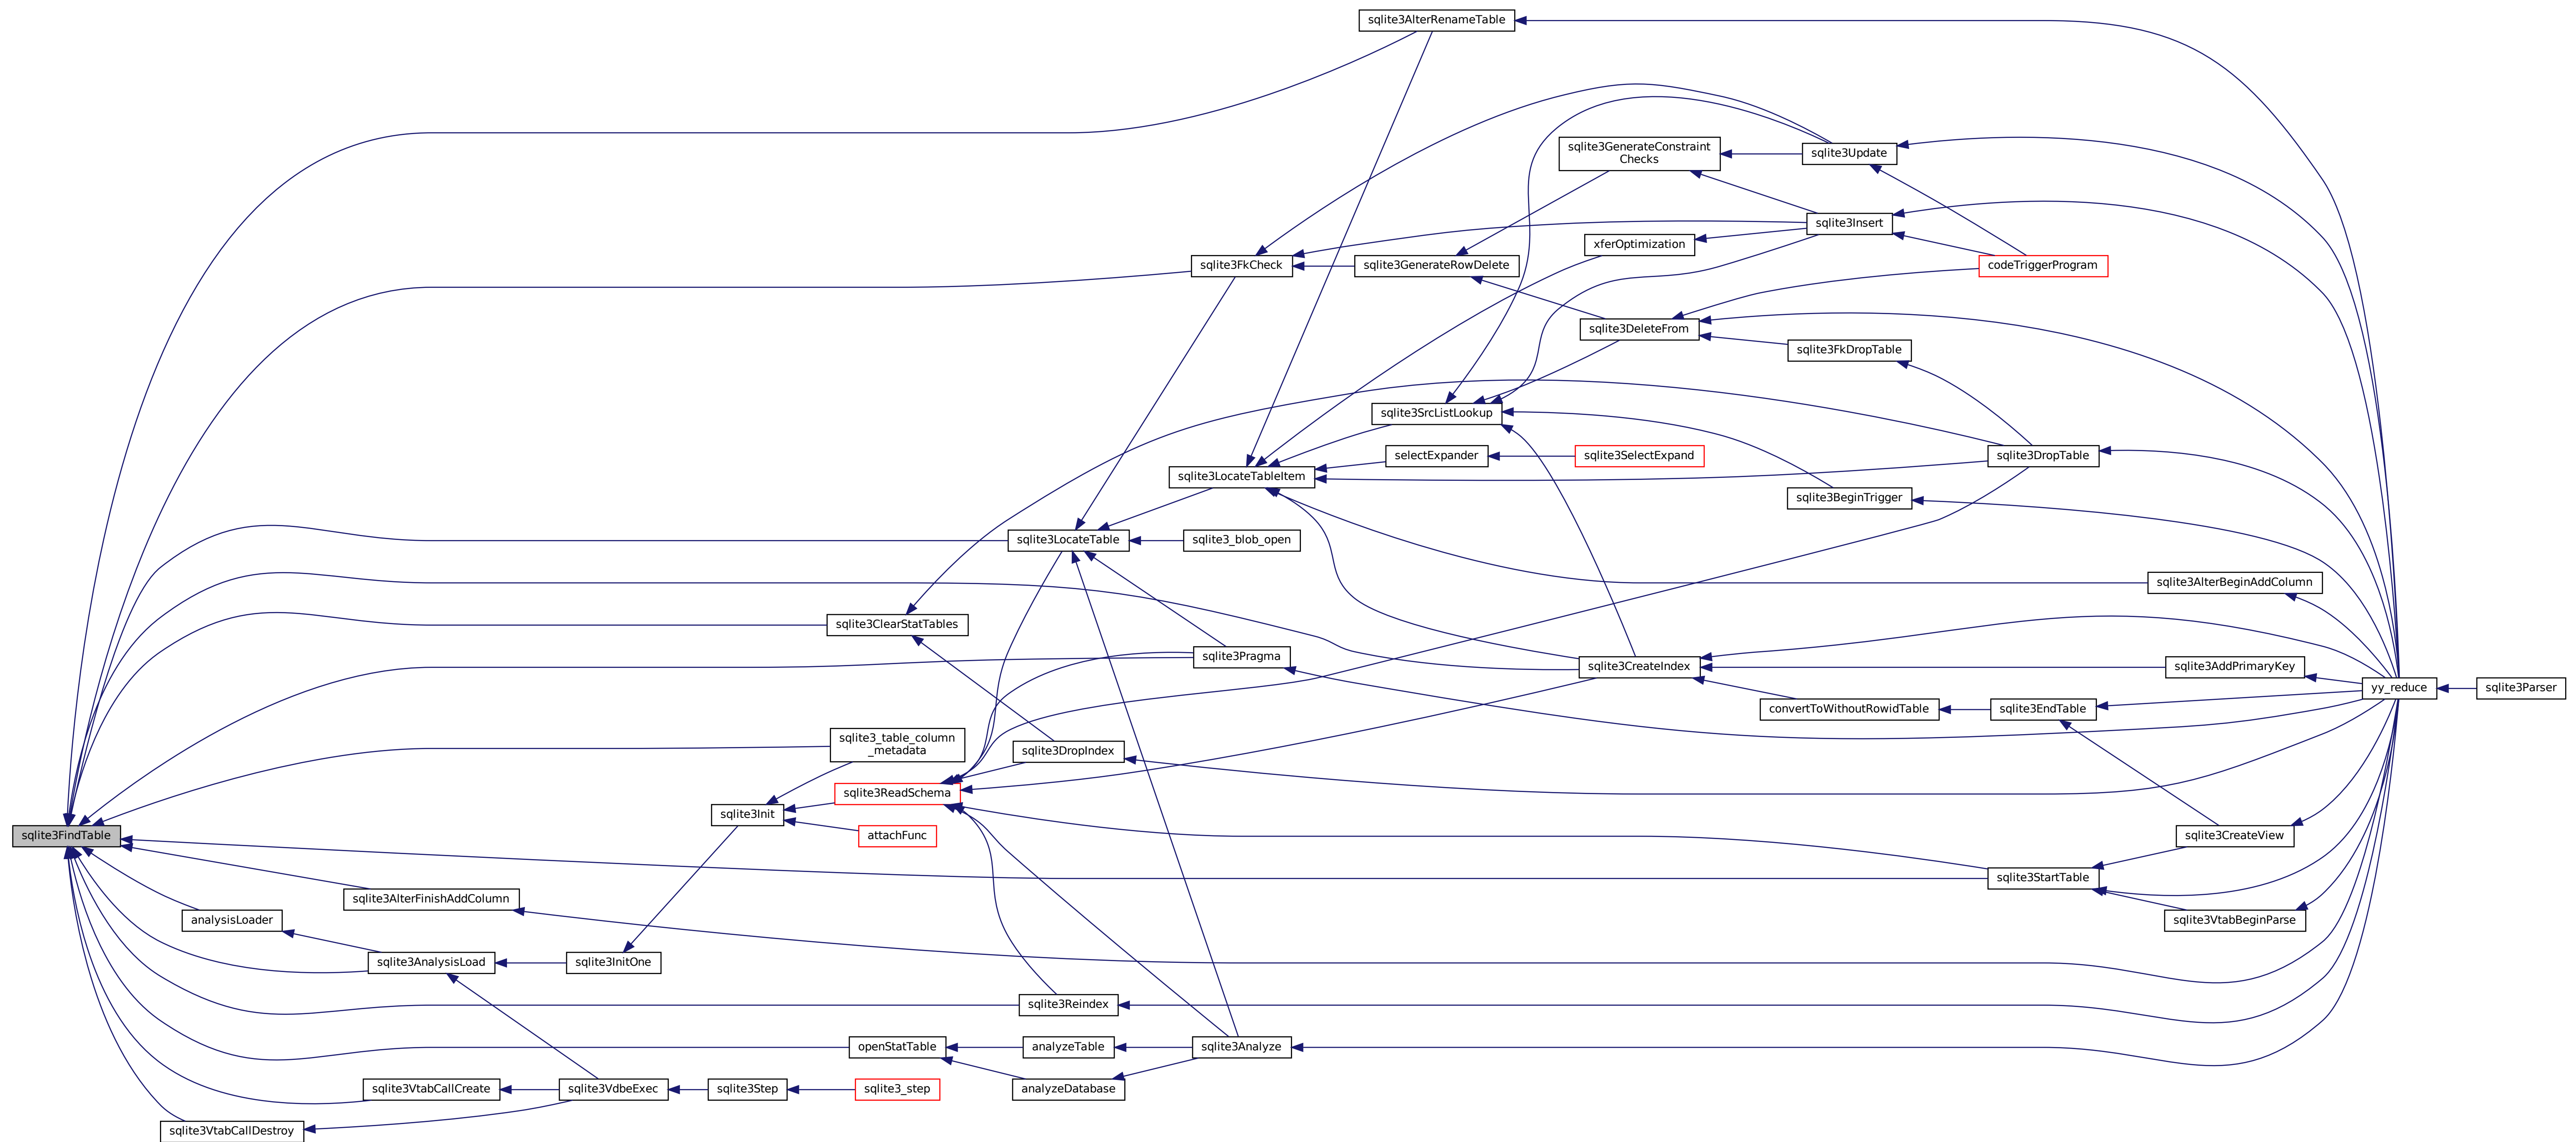 sqlite3AlterRenameTable
sqlite3GenerateConstraint
Checks
sqlite3Update
sqlite3Insert
xferOptimization
sqlite3FkCheck
sqlite3GenerateRowDelete
codeTriggerProgram
sqlite3DeleteFrom
sqlite3FkDropTable
sqlite3SrcListLookup
selectExpander
sqlite3SelectExpand
sqlite3DropTable
sqlite3LocateTableItem
sqlite3BeginTrigger
sqlite3LocateTable
sqlite3_blob_open
sqlite3AlterBeginAddColumn
sqlite3ClearStatTables
sqlite3Pragma
sqlite3CreateIndex
sqlite3AddPrimaryKey
yy_reduce
sqlite3Parser
convertToWithoutRowidTable
sqlite3EndTable
sqlite3_table_column
_metadata
sqlite3DropIndex
sqlite3ReadSchema
sqlite3Init
attachFunc
sqlite3FindTable
sqlite3CreateView
sqlite3StartTable
sqlite3AlterFinishAddColumn
analysisLoader
sqlite3VtabBeginParse
sqlite3AnalysisLoad
sqlite3InitOne
sqlite3Reindex
openStatTable
analyzeTable
sqlite3Analyze
sqlite3VtabCallCreate
sqlite3VdbeExec
sqlite3Step
sqlite3_step
analyzeDatabase
sqlite3VtabCallDestroy